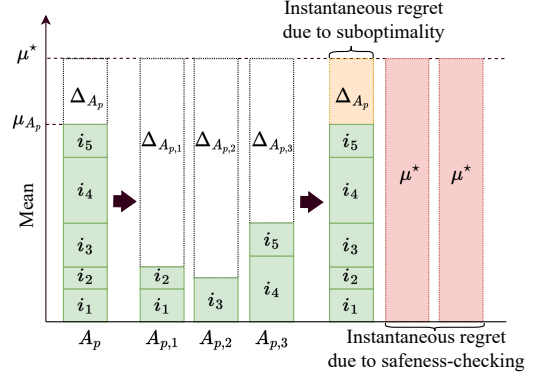 Instantaneous regret
due to suboptimality
μ⋆
Δ_{A_p}
Δ_{A_{p,1}}
Δ_{A_{p,2}}
Δ_{A_{p,3}}
Δ_{A_p}
μ_{A_p}
i_5
i_4
i_3
i_2
i_1
i_2
i_1
i_3
i_5
i_4
i_5
i_4
i_3
i_2
i_1
μ⋆
μ⋆
Mean
A_p
A_{p,1}
A_{p,2}
A_{p,3}
Instantaneous regret
due to safeness-checking